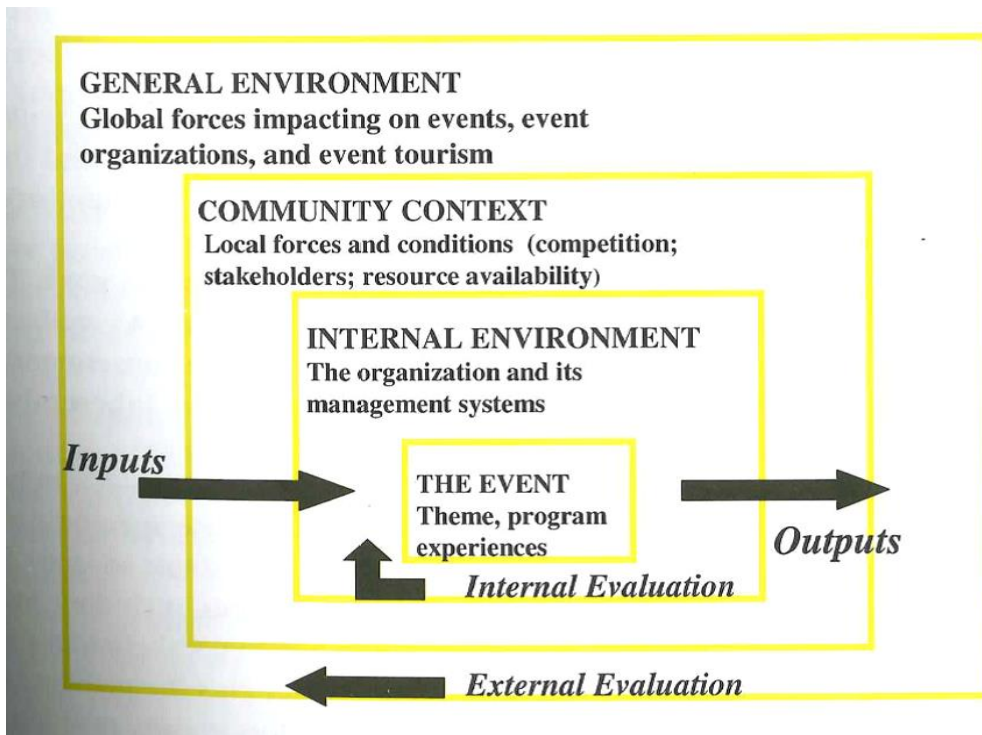 GENERAL ENVIRONMENT
Global forces impacting on events, event
organizations, and event tourism
COMMUNITY CONTEXT
Local forces and conditions (competition;
stakeholders; resource availability)
INTERNAL ENVIRONMENT
The organization and its
management systems
Inputs
THE EVENT
Theme, program
experiences
Outputs
Internal Evaluation
External Evaluation